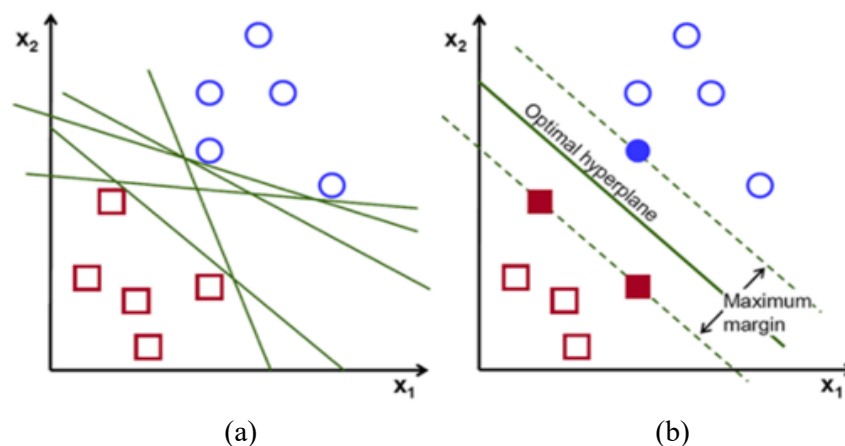 x2
x1
(a)
x2
Optimal hyperplane
Maximum
margin
x1
(b)